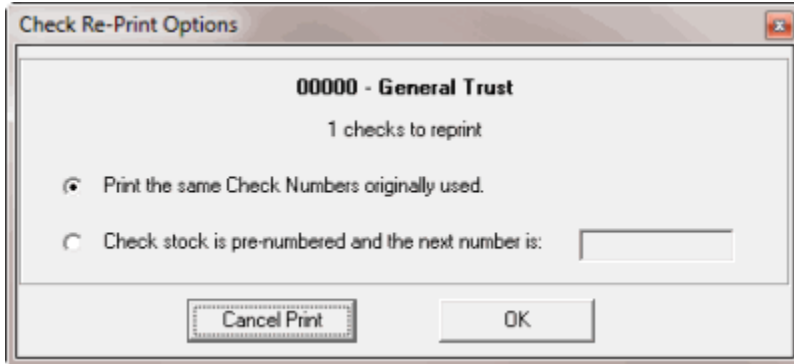 Check Re-Print Options
00000 - General Trust
1 checks to reprint
Print the same Check Numbers originally used.
Check stock is pre-numbered and the next number is:
Cancel Print OK